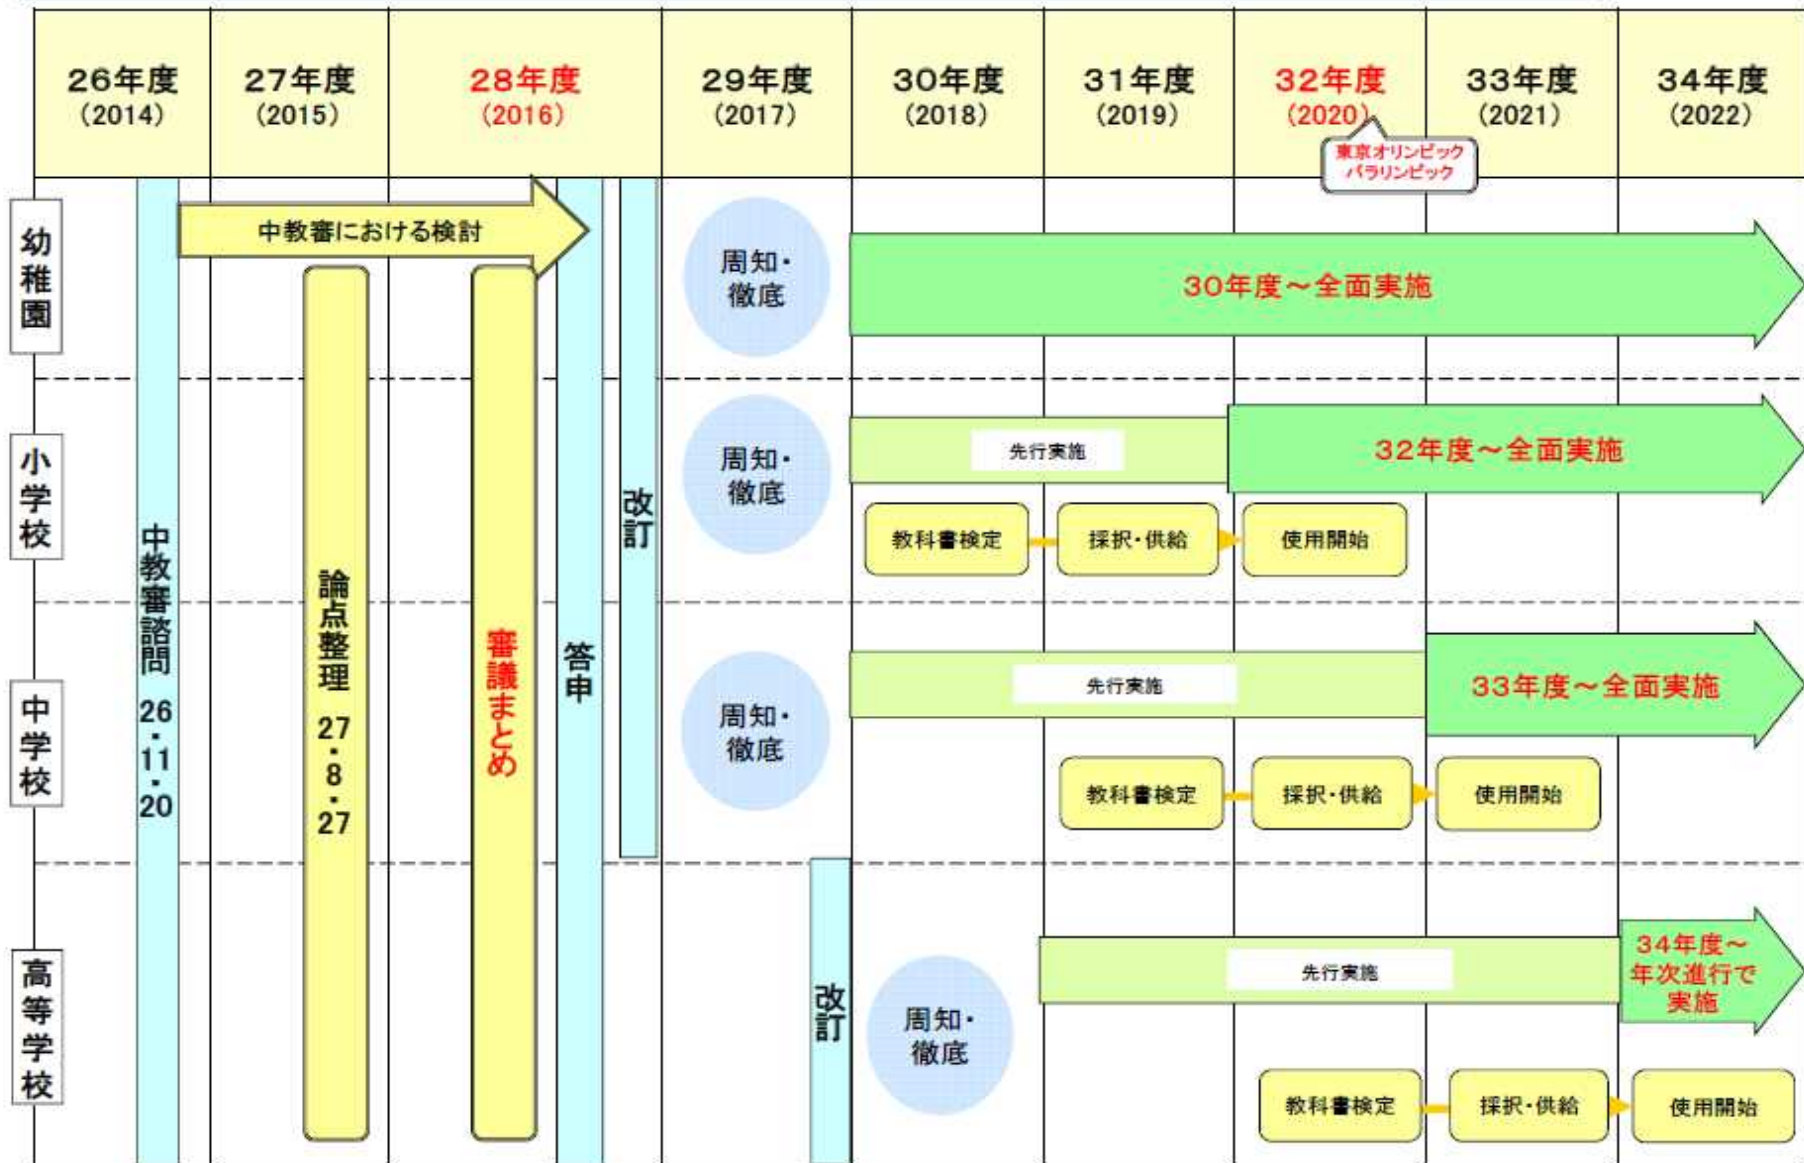 26年度
(2014)
27年度
(2015)
28年度
(2016)
29年度
(2017)
30年度
(2018)
31年度
(2019)
32年度
(2020)
33年度
(2021)
34年度
(2022)
東京オリンピック
パラリンピック
幼稚園
中教審における検討
周知・
徹底
30年度～全面実施
小学校
周知・
徹底
先行実施
32年度～全面実施
教科書検定
採択・供給
使用開始
中教審諮問 26・11・20
論点整理 27・8・27
審議まとめ
答申
改訂
中学校
周知・
徹底
先行実施
33年度～全面実施
教科書検定
採択・供給
使用開始
高等学校
改訂
周知・
徹底
先行実施
34年度～
年次進行で
実施
教科書検定
採択・供給
使用開始